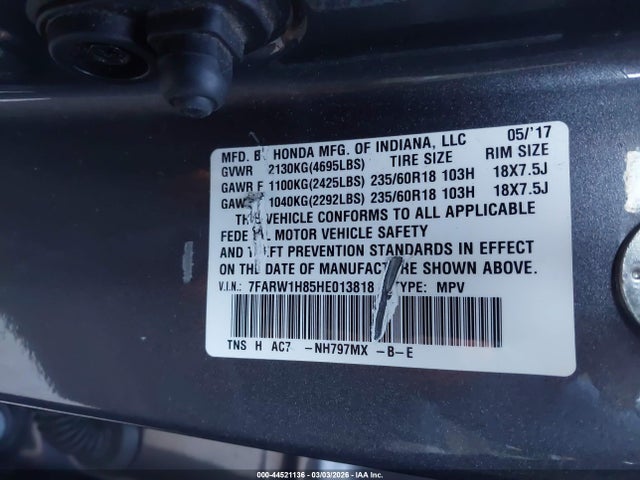 MFD. B HONDA MFG. OF INDIANA, LLC 05/'17
GVWR 2130KG(4695LBS) TIRE SIZE RIM SIZE
GAWR F 1100KG(2425LBS) 235/60R18 103H 18X7.5J
GAW 1040KG(2292LBS) 235/60R18 103H 18X7.5J
VEHICLE CONFORMS TO ALL APPLICABLE
MOTOR VEHICLE SAFETY
AND PREVENTION STANDARDS IN EFFECT
ON THE DATE OF SHOWN ABOVE.
V.I.N.: 7FARW1H85HE013818 TYPE: MPV
TNS H AC7 -NH797MX -B-E
000-44521136 - 03/03/2026 - IAA Inc.